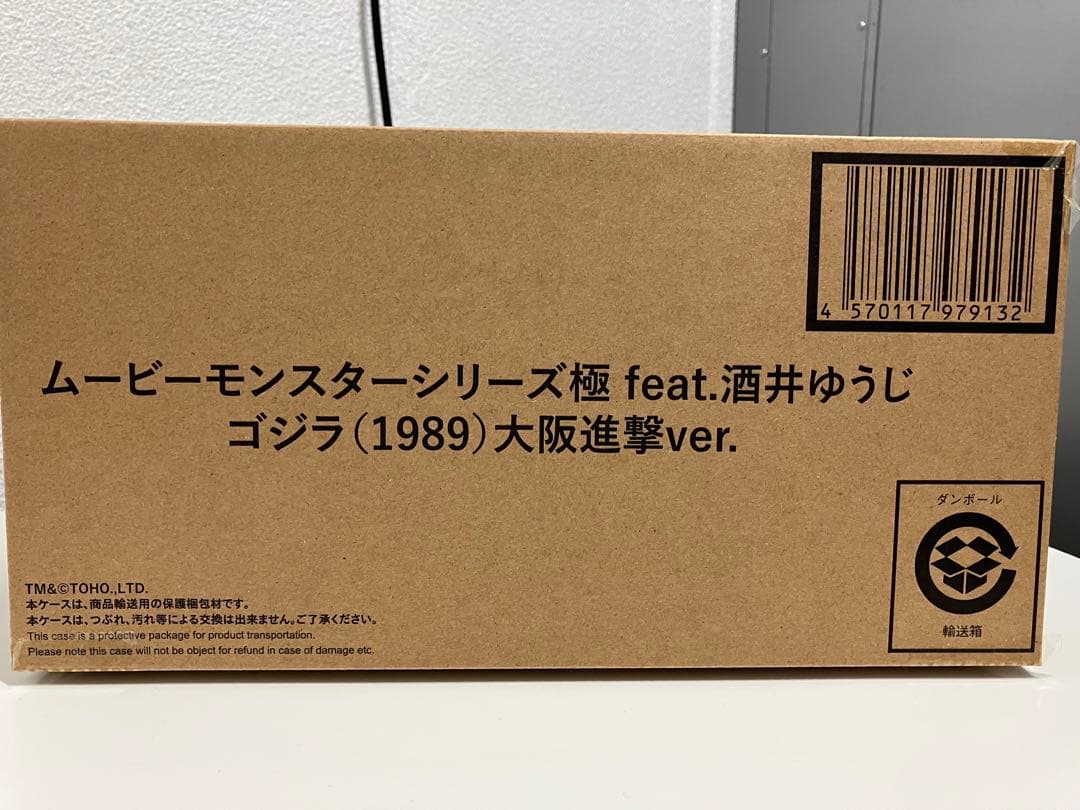 4 570117 979132
ムービーモンスターシリーズ極 feat.酒井ゆうじ
ゴジラ（1989）大阪進撃ver.
ダンボール
輸送箱
TM&©TOHO.,LTD.
本ケースは、商品輸送用の保護梱包材です。
本ケースは、つぶれ、汚れ等による交換は出来ません。ご了承ください。
This case is a protective package for product transportation.
Please note this case will not be object for refund in case of damage etc.